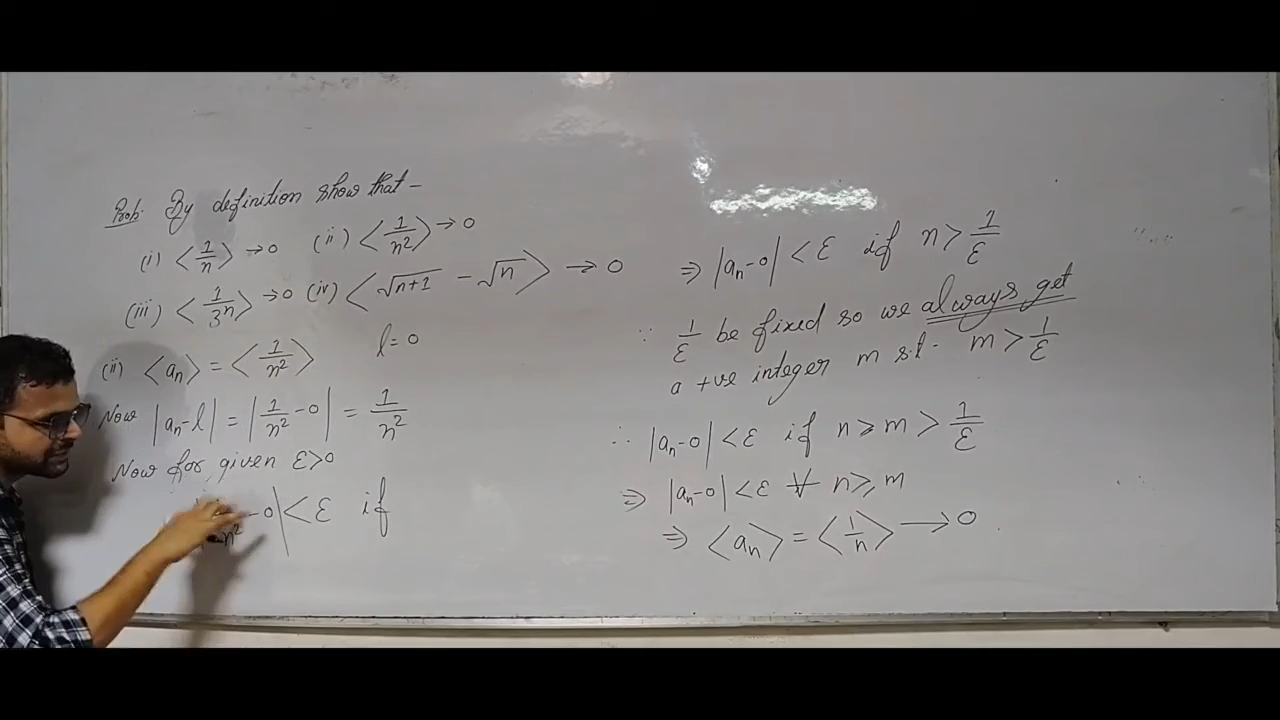 Prob. By definition show that –
(i) <1/n> → 0 (ii) <1/n²> → 0
(iii) <1/3ⁿ> → 0 (iv) <√n+1 – √n> → 0
(ii) <aₙ> = <1/n²> l = 0
Now |aₙ-l| = |1/n² - 0| = 1/n²
Now for given ε>0
n² - 0| < ε if
⇒ |aₙ-0| < ε if n > 1/ε
∵ 1/ε be fixed so we always get
a +ve integer m s.t. m > 1/ε
∴ |aₙ-0| < ε if n ≥ m > 1/ε
⇒ |aₙ-0| < ε ∀ n ≥ m
⇒ <aₙ> = <1/n> → 0